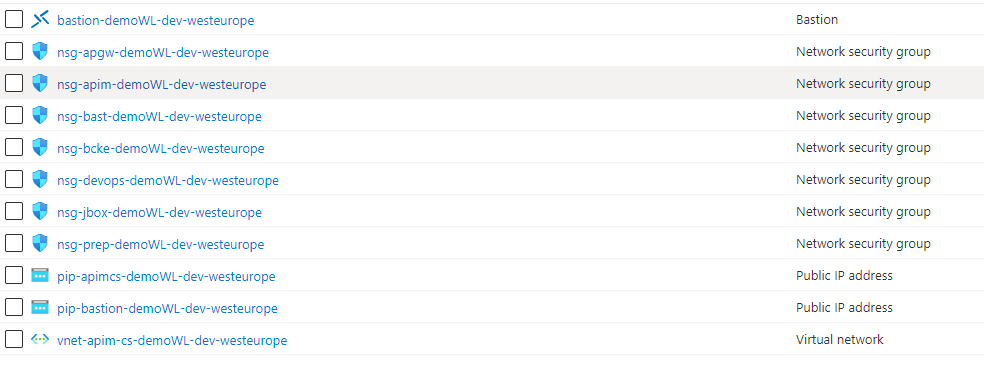 bastion-demoWL-dev-westeurope Bastion
nsg-apgw-demoWL-dev-westeurope Network security group
nsg-apim-demoWL-dev-westeurope Network security group
nsg-bast-demoWL-dev-westeurope Network security group
nsg-bcke-demoWL-dev-westeurope Network security group
nsg-devops-demoWL-dev-westeurope Network security group
nsg-jbox-demoWL-dev-westeurope Network security group
nsg-prep-demoWL-dev-westeurope Network security group
pip-apimcs-demoWL-dev-westeurope Public IP address
pip-bastion-demoWL-dev-westeurope Public IP address
vnet-apim-cs-demoWL-dev-westeurope Virtual network